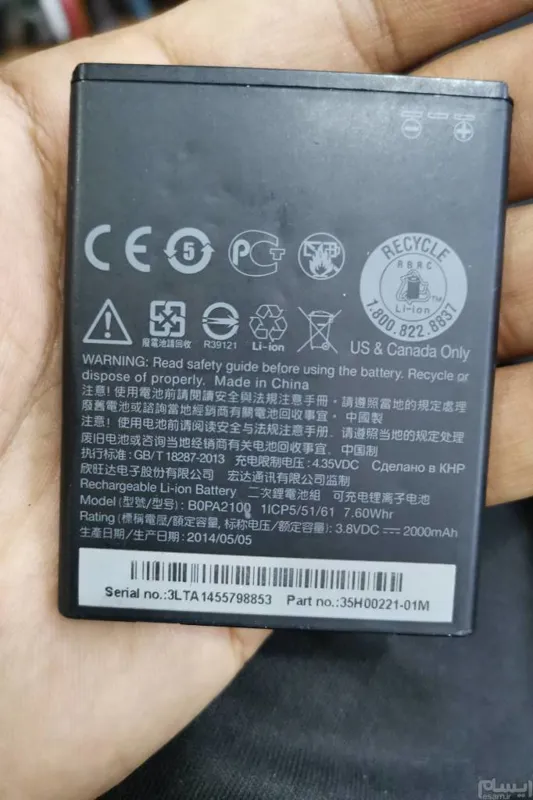 CE 5 PCT
RECYCLE
RBRC
Li-ion
TM
1.800.822.8837
廢電池請回收 R39121 Li-ion US & Canada Only
WARNING: Read safety guide before using the battery. Recycle or
dispose of properly. Made in China
注意! 使用電池前請閱讀安全與法規注意手冊,請遵照當地的規定處理
廢舊電池或諮詢當地經銷商有關電池回收事宜。中國製
注意! 使用电池前请阅读安全与法规注意手册。请遵照当地的规定处理
废旧电池或咨询当地经销商有关电池回收事宜。中国制
执行标准: GB/T 18287-2013 充电限制电压: 4.35VDC Сделано в КНР
欣旺达电子股份有限公司 宏达通讯有限公司监制
Rechargeable Li-ion Battery 二次鋰電池組 可充电锂离子电池
Model (型號/型号): B0PA2100 1ICP5/51/61 7.60Whr
Rating (標稱電壓/額定容量, 标称电压/额定容量): 3.8VDC 2000mAh
生產日期/生产日期: 2014/05/05
Serial no.:3LTA1455798853 Part no.:35H00221-01M
ایسام
esam.ir